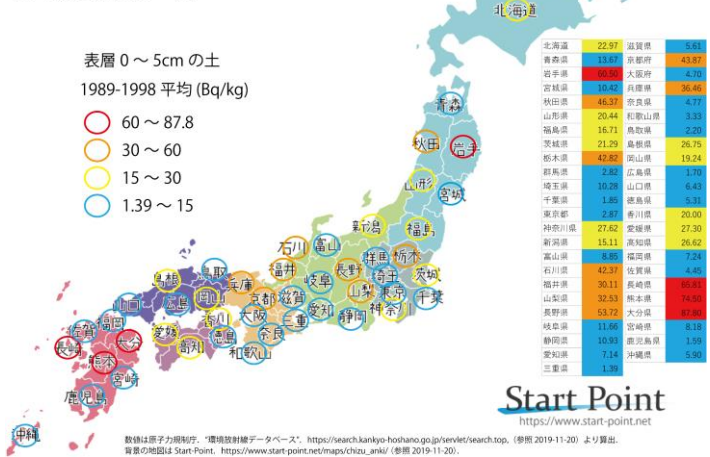 北海道
表層 0 ～ 5cm の土
1989-1998 平均 (Bq/kg)
60 ～ 87.8
30 ～ 60
15 ～ 30
1.39 ～ 15
青森
秋田
岩手
山形
宮城
新潟
福島
石川
富山
群馬
栃木
福井
岐阜
長野
埼玉
茨城
山梨
東京
千葉
神奈川
島根
鳥取
兵庫
京都
滋賀
愛知
静岡
山口
広島
岡山
大阪
三重
香川
奈良
佐賀
福岡
愛媛
高知
徳島
和歌山
長崎
大分
熊本
宮崎
鹿児島
沖縄
北海道 22.97 滋賀県 5.61
青森県 13.67 京都府 43.87
岩手県 60.50 大阪府 4.70
宮城県 10.42 兵庫県 36.46
秋田県 46.37 奈良県 4.77
山形県 20.44 和歌山県 3.33
福島県 16.71 鳥取県 2.20
茨城県 21.29 島根県 26.75
栃木県 42.82 岡山県 19.24
群馬県 2.82 広島県 1.70
埼玉県 10.28 山口県 6.43
千葉県 1.85 徳島県 5.31
東京都 2.87 香川県 20.00
神奈川県 27.62 愛媛県 27.30
新潟県 15.11 高知県 26.62
富山県 8.85 福岡県 7.24
石川県 42.37 佐賀県 4.45
福井県 30.11 長崎県 65.81
山梨県 32.53 熊本県 74.50
長野県 53.72 大分県 87.80
岐阜県 11.66 宮崎県 8.18
静岡県 10.93 鹿児島県 1.59
愛知県 7.14 沖縄県 5.90
三重県 1.39
Start Point
https://www.start-point.net
数値は原子力規制庁, "環境放射線データベース", https://search.kankyo-hoshano.go.jp/servlet/search.top, (参照 2019-11-20) より算出.
背景の地図は Start-Point, https://www.start-point.net/maps/chizu_anki/ (参照 2019-11-20).